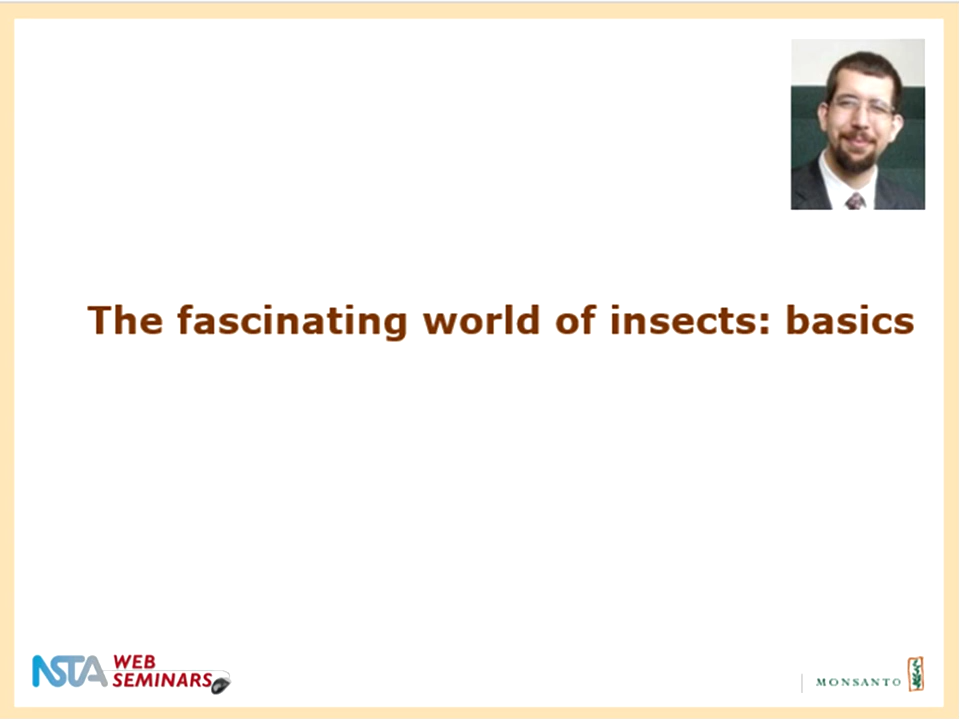 The fascinating world of insects: basics
NSTA WEB
SEMINARS
MONSANTO